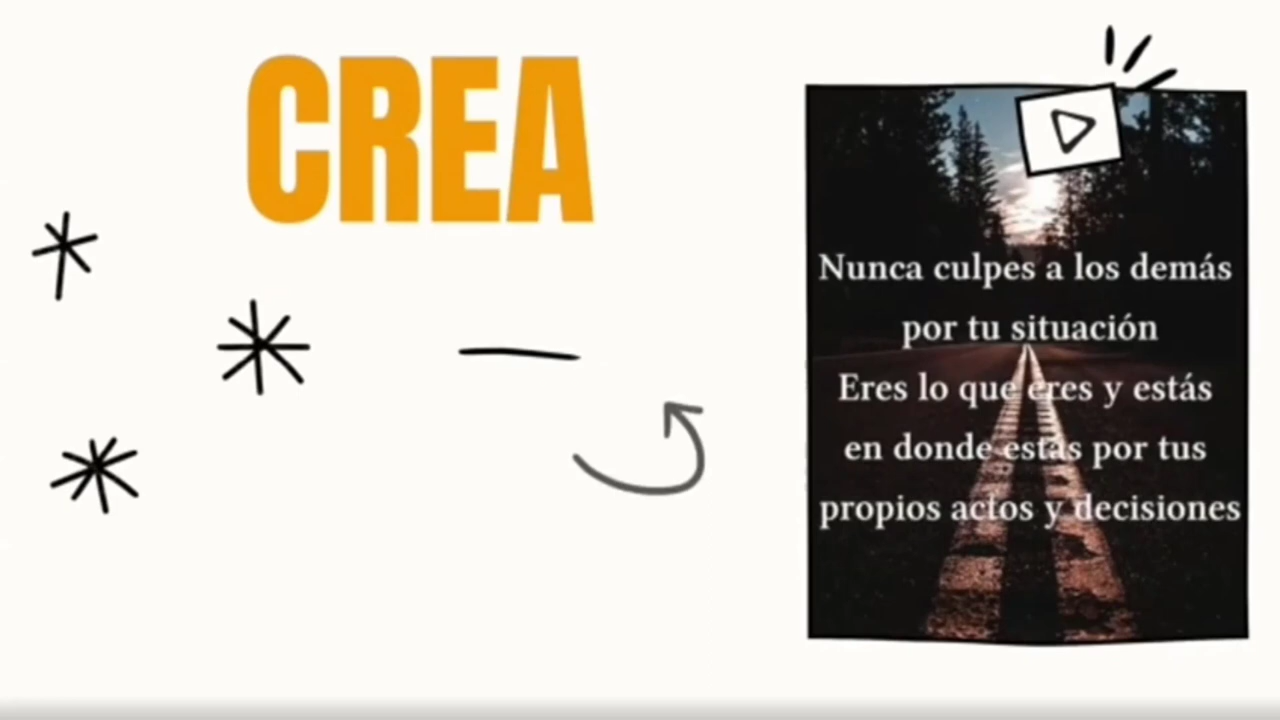 CREA
Nunca culpes a los demás
por tu situación
Eres lo que eres y estás
en donde estás por tus
propios actos y decisiones